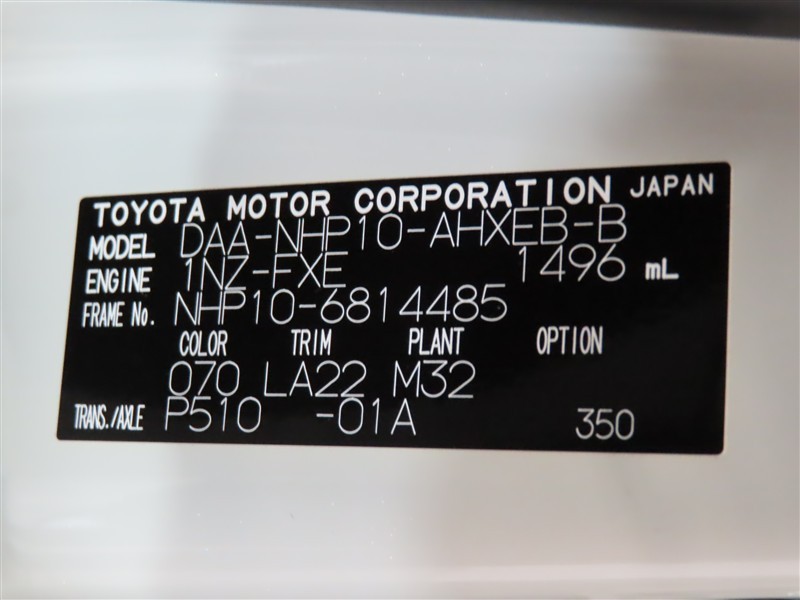 TOYOTA MOTOR CORPORATION JAPAN
MODEL DAA-NHP10-AHXEB-B
ENGINE 1NZ-FXE 1496 mL
FRAME No. NHP10-6814485
COLOR TRIM PLANT OPTION
070 LA22 M32
TRANS./AXLE P510 -01A 350